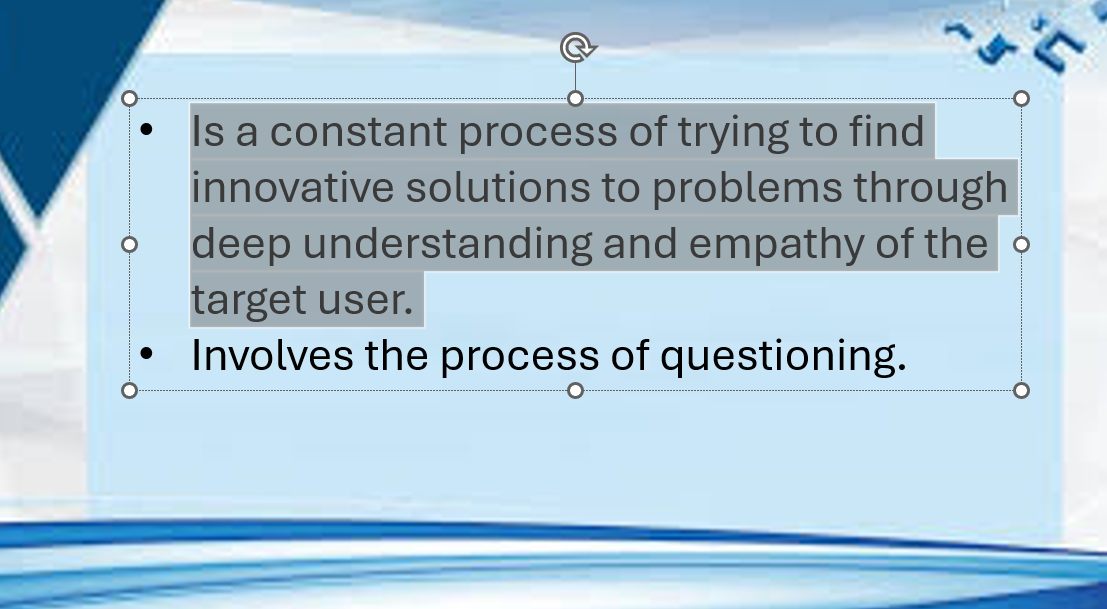 • Is a constant process of trying to find
innovative solutions to problems through
deep understanding and empathy of the
target user.
• Involves the process of questioning.